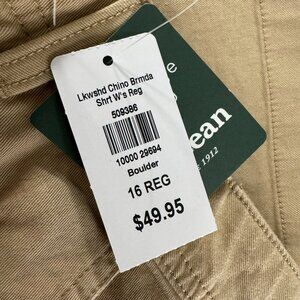 Lkwshd Chino Brmda
Shrt W's Reg
509386
10000 29694
Boulder
16 REG
$49.95
e
ean
1912